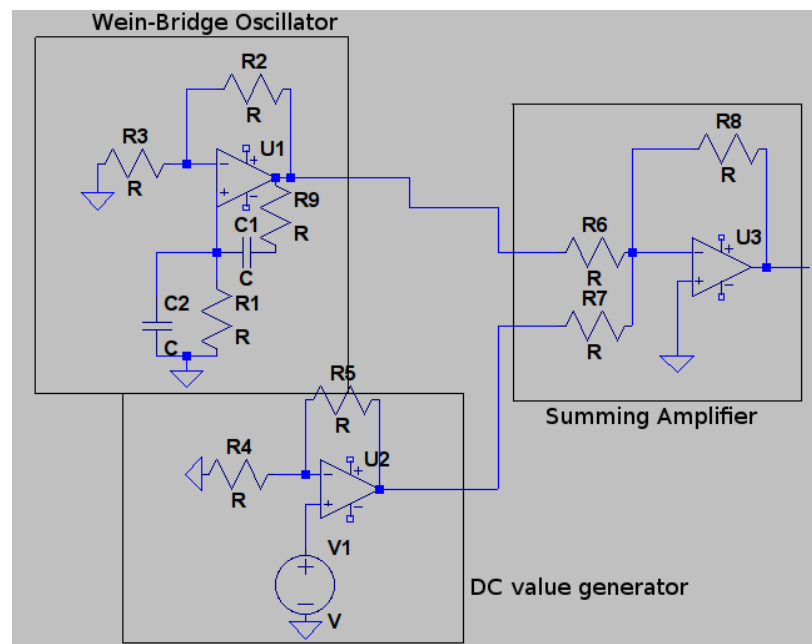 Wein-Bridge Oscillator
R2
R
R3
R
U1
R9
R
C1
C
C2
C
R1
R
R8
R
R6
R
U3
R7
R
Summing Amplifier
R5
R
R4
R
U2
V1
V
DC value generator